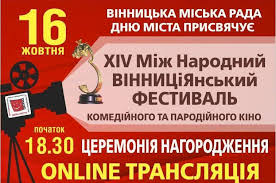 ВІННИЦЬКА МІСЬКА РАДА
ДНЮ МІСТА ПРИСВЯЧУЄ
16
ЖОВТНЯ
XIV Між Народний
ВІННИЦіЯнський
ФЕСТИВАЛЬ
КОМЕДІЙНОГО ТА ПАРОДІЙНОГО КІНО
початок
18.30 ЦЕРЕМОНІЯ НАГОРОДЖЕННЯ
ONLINE ТРАНСЛЯЦІЯ